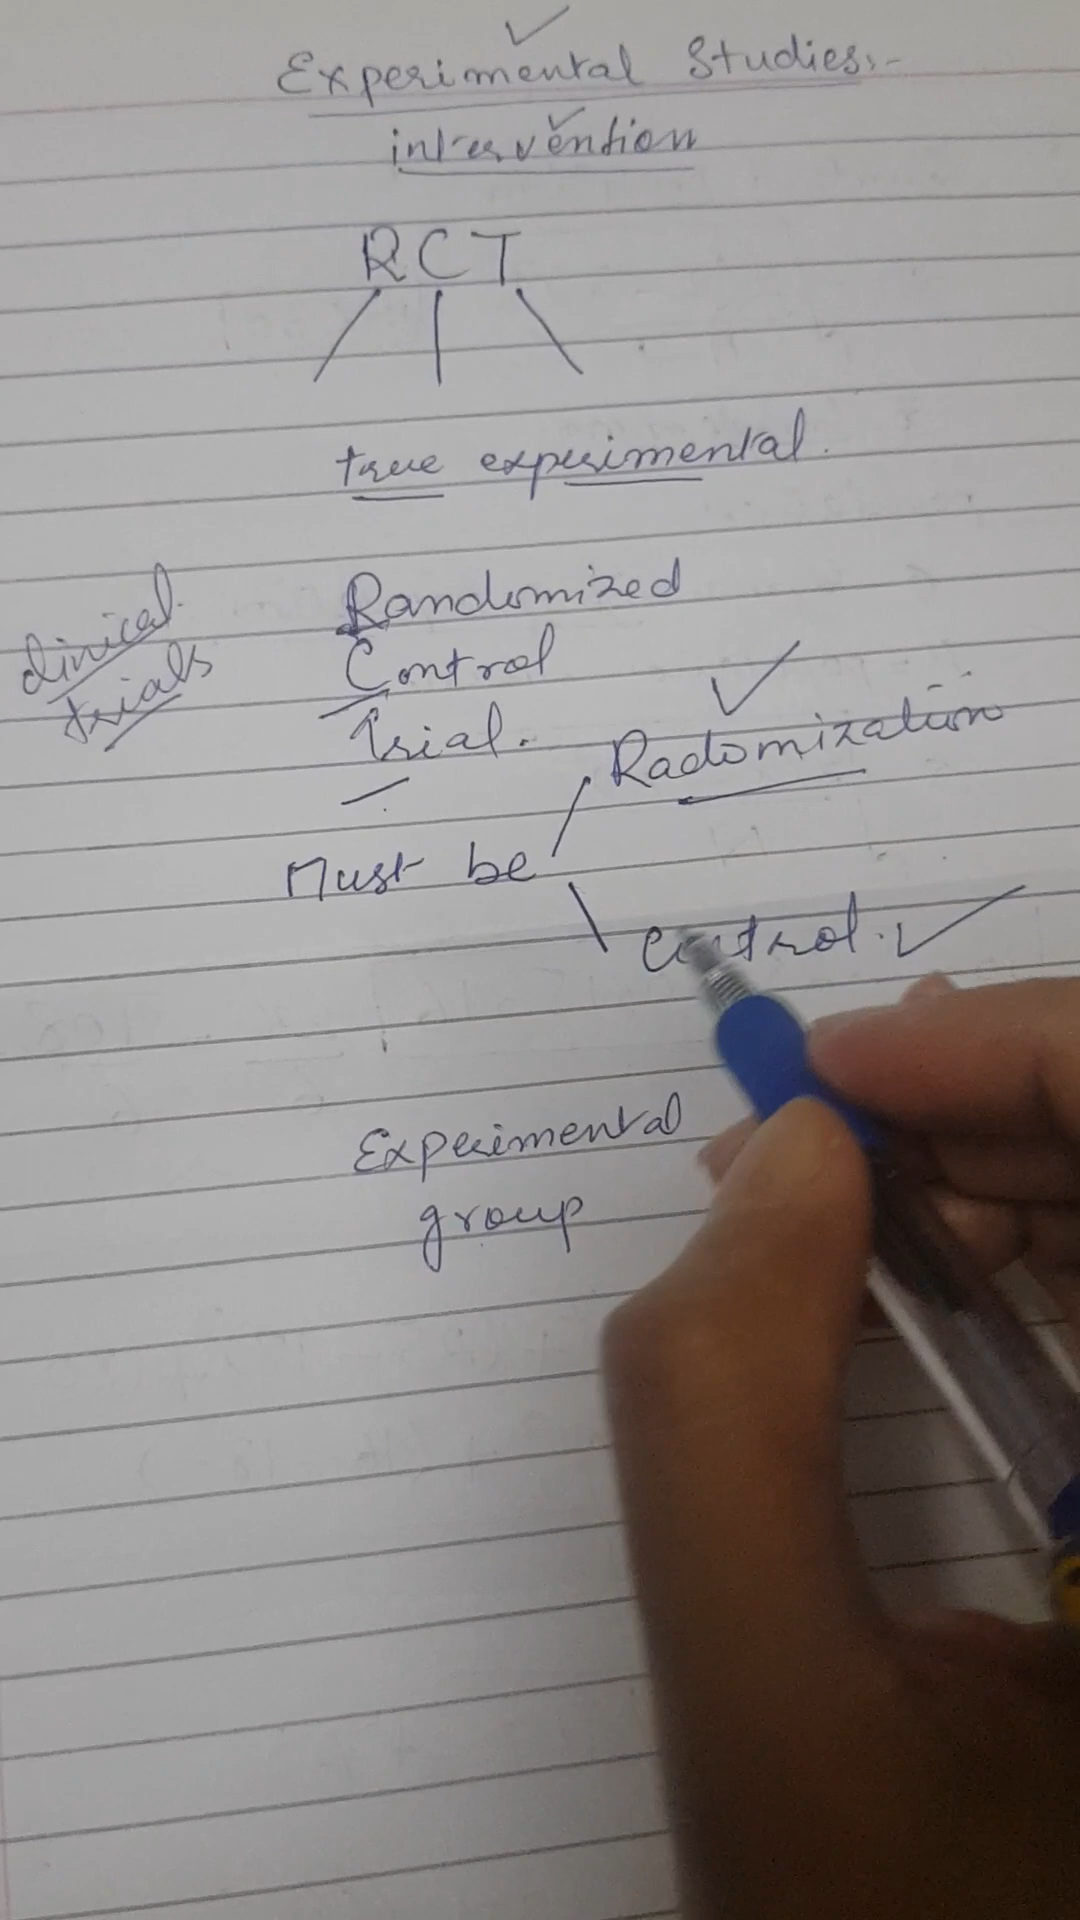 Experimental Studies:-
intervention
RCT
true experimental.
clinical
trials
Randomized
Control
Trial.
Radomization
Must be
Control.
Experimental
group